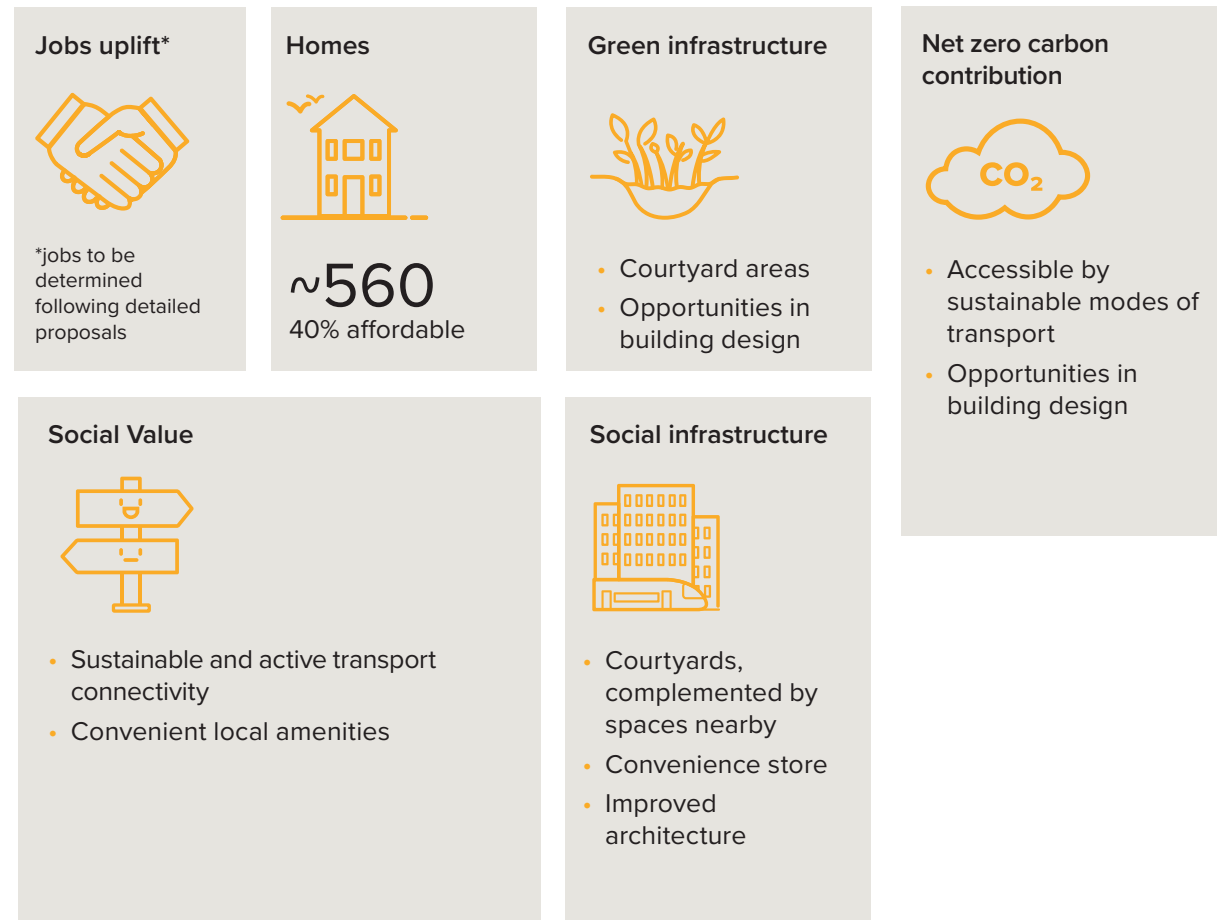 Jobs uplift*
*jobs to be
determined
following detailed
proposals
Homes
~560
40% affordable
Green infrastructure
• Courtyard areas
• Opportunities in
building design
Net zero carbon
contribution
CO₂
• Accessible by
sustainable modes of
transport
• Opportunities in
building design
Social Value
• Sustainable and active transport
connectivity
• Convenient local amenities
Social infrastructure
• Courtyards,
complemented by
spaces nearby
• Convenience store
• Improved
architecture